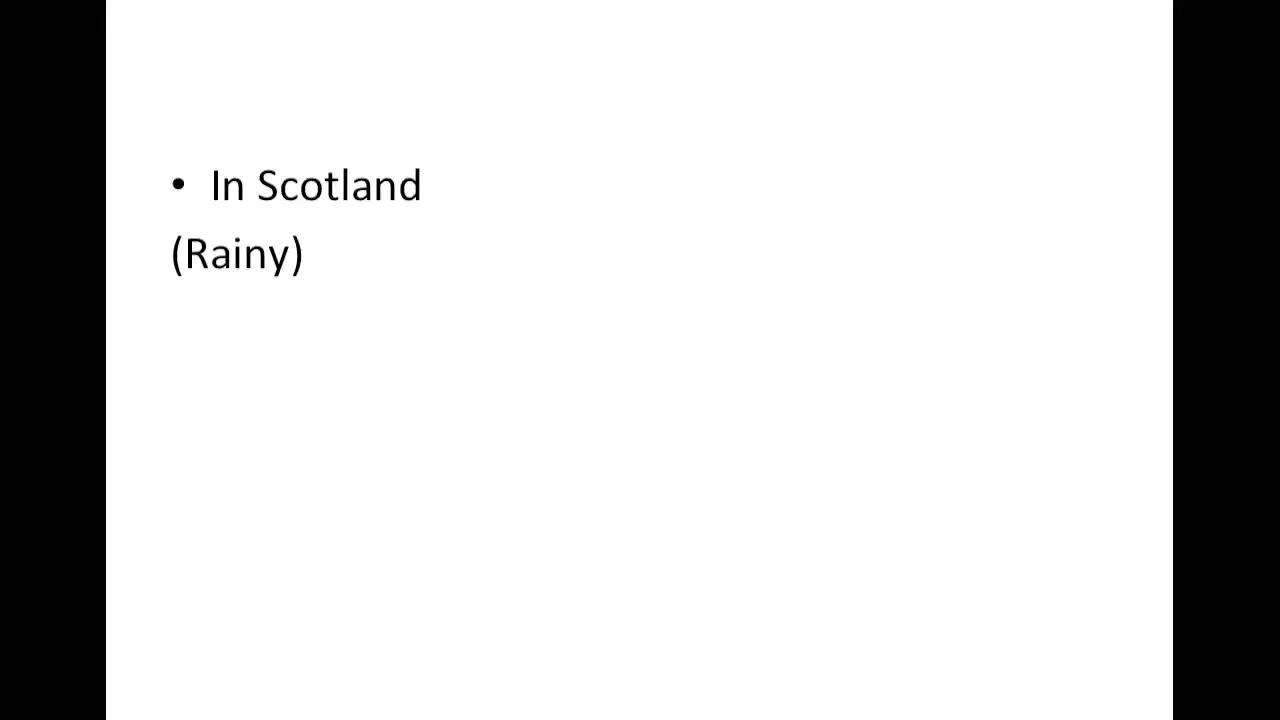 • In Scotland
(Rainy)